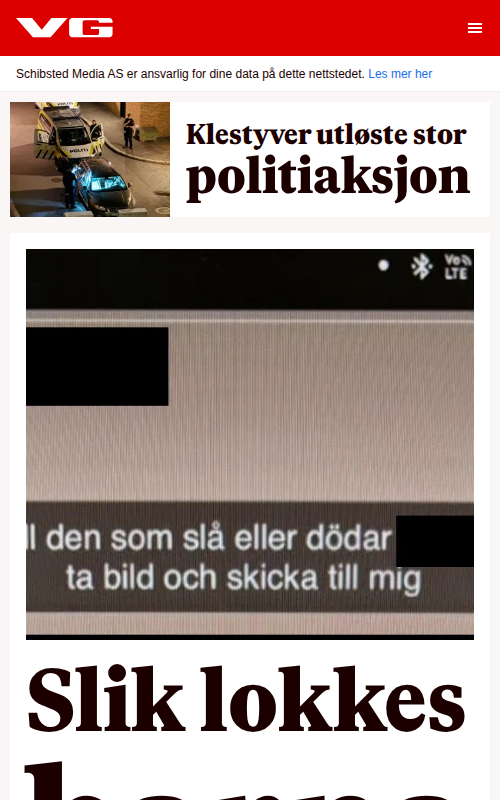 VG
Schibsted Media AS er ansvarlig for dine data på dette nettstedet. Les mer her
POLITI
Klestyver utløste stor
politiaksjon
Vo
LTE
ll den som slå eller dödar
ta bild och skicka till mig
Slik lokkes